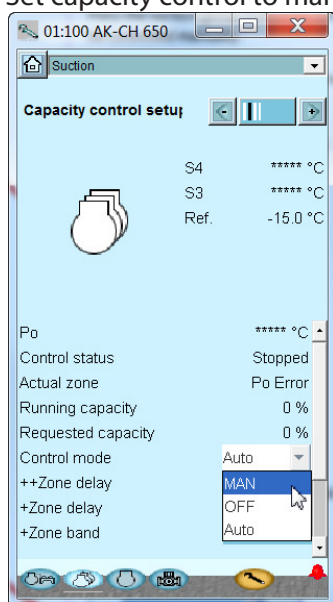 Set capacity control to
01:100 AK-CH 650
Suction
Capacity control setu
S4 ***** °C
S3 ***** °C
Ref. -15.0 °C
Po ***** °C
Control status Stopped
Actual zone Po Error
Running capacity 0 %
Requested capacity 0 %
Control mode Auto
++Zone delay MAN
+Zone delay OFF
+Zone band Auto